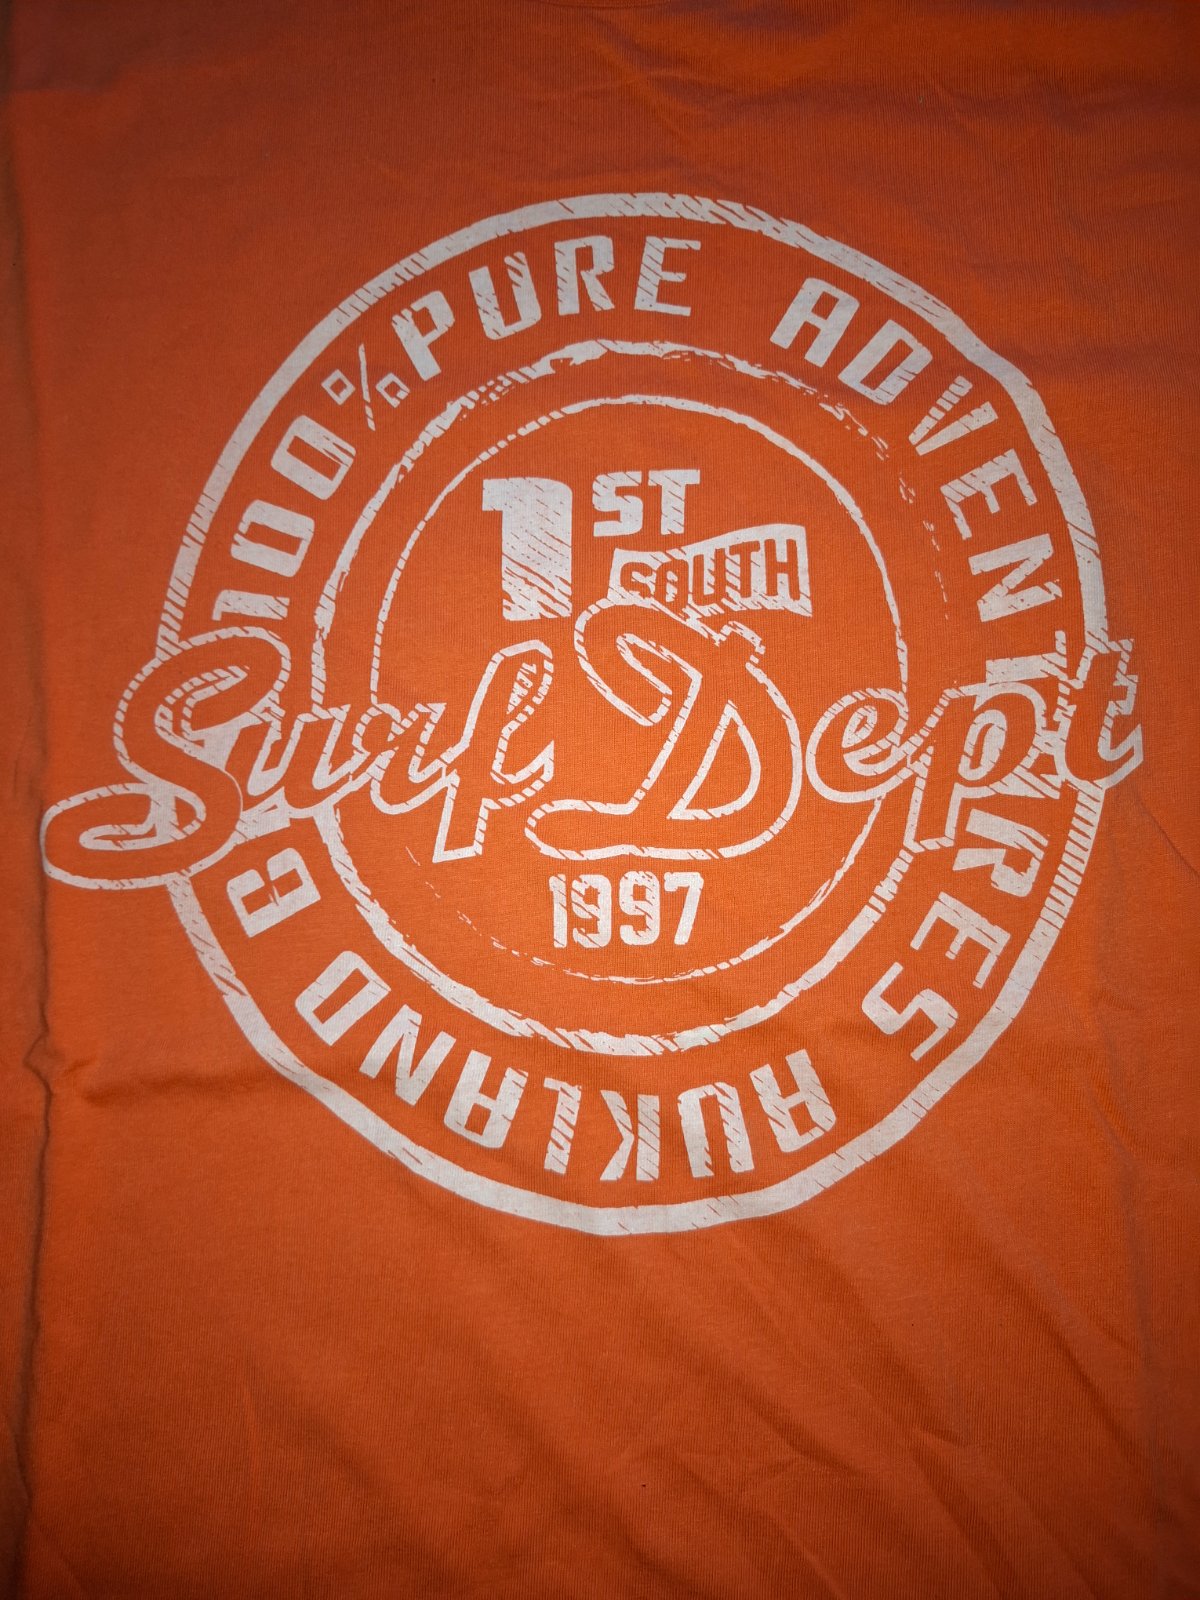 100% PURE ADVENTURES
1ST
SOUTH
Surf Dept
1997
AUKLAND